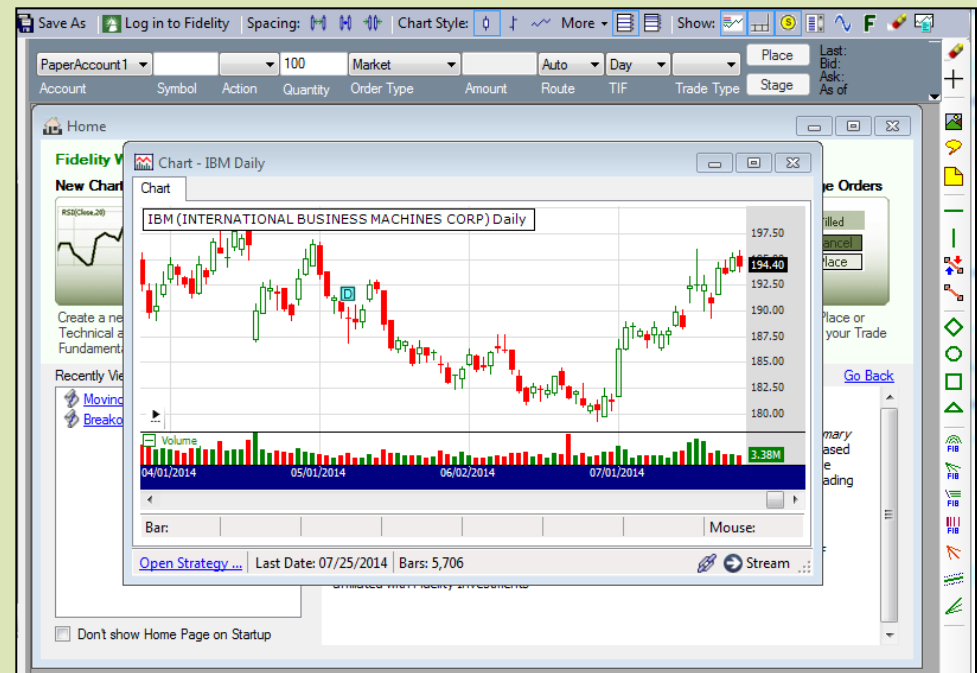 Save As Log in to Fidelity Spacing: Chart Style: More Show: $ F
PaperAccount1 100 Market Auto Day Place
Account Symbol Action Quantity Order Type Amount Route TIF Trade Type Stage
Last:
Bid:
Ask:
As of
Home
Fidelity W
New Chart
ge Orders
RSI(Close,20)
illed
ancel
Place
Create a ne
Technical a
Fundamenta
Place or
your Trade
Recently Vie
Go Back
Moving
Breako
mary
ased
e
ading
Chart - IBM Daily
Chart
IBM (INTERNATIONAL BUSINESS MACHINES CORP) Daily
197.50
194.40
192.50
190.00
187.50
185.00
182.50
180.00
D
Volume
3.38M
04/01/2014 05/01/2014 06/02/2014 07/01/2014
Bar: Mouse:
Open Strategy ... Last Date: 07/25/2014 Bars: 5,706 Stream
Don't show Home Page on Startup
FIB
FIB
FIB
FIB